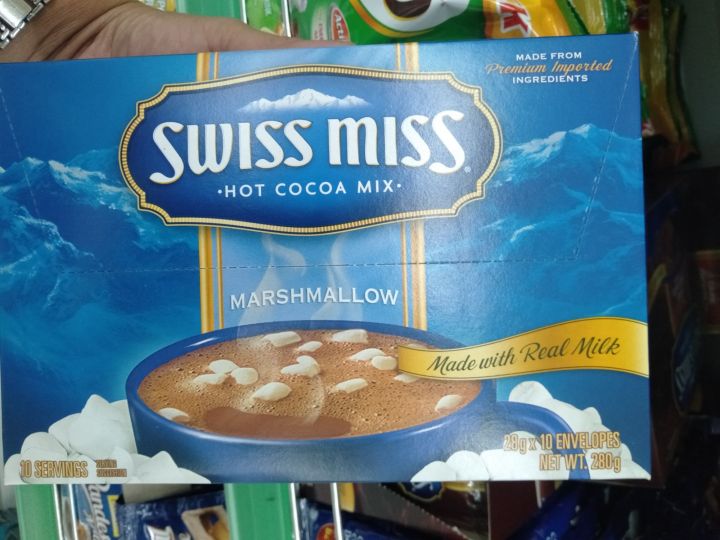 MADE FROM
Premium Imported
INGREDIENTS
SWISS MISS®
·HOT COCOA MIX·
MARSHMALLOW
Made with Real Milk
28g x 10 ENVELOPES
NET WT. 280g
10 SERVINGS